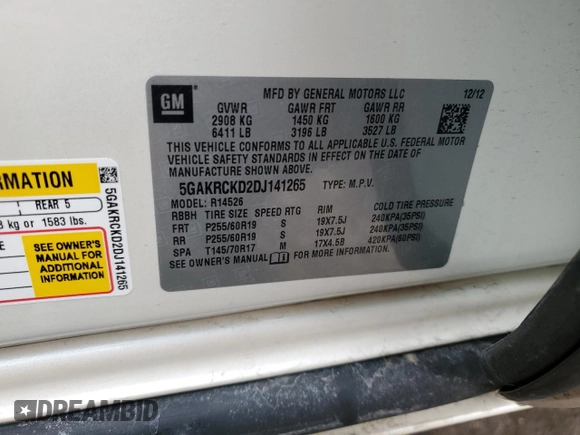 GM
MFD BY GENERAL MOTORS LLC 12/12
GVWR GAWR FRT GAWR RR
2908 KG 1450 KG 1600 KG
6411 LB 3196 LB 3527 LB
THIS VEHICLE CONFORMS TO ALL APPLICABLE U.S. FEDERAL MOTOR
VEHICLE SAFETY STANDARDS IN EFFECT ON THE DATE OF
MANUFACTURE SHOWN ABOVE.
5GAKRCKD2DJ141265 TYPE: M.P.V.
R14526
RBBH TIRE SIZE SPEED RTG RIM COLD TIRE PRESSURE
FRT P255/60R19 S 19X7.5J 240KPA(35PSI)
RR P255/60R19 S 19X7.5J 240KPA(35PSI)
SPA T145/70R17 M 17X4.5B 420KPA(60PSI)
SEE OWNER'S MANUAL FOR MORE INFORMATION.
ORMATION
REAR 5
kg or 1583 lbs.
SEE OWNER'S
MANUAL FOR
ADDITIONAL
INFORMATION
5GAKRCKD2DJ141265
DREAMBID